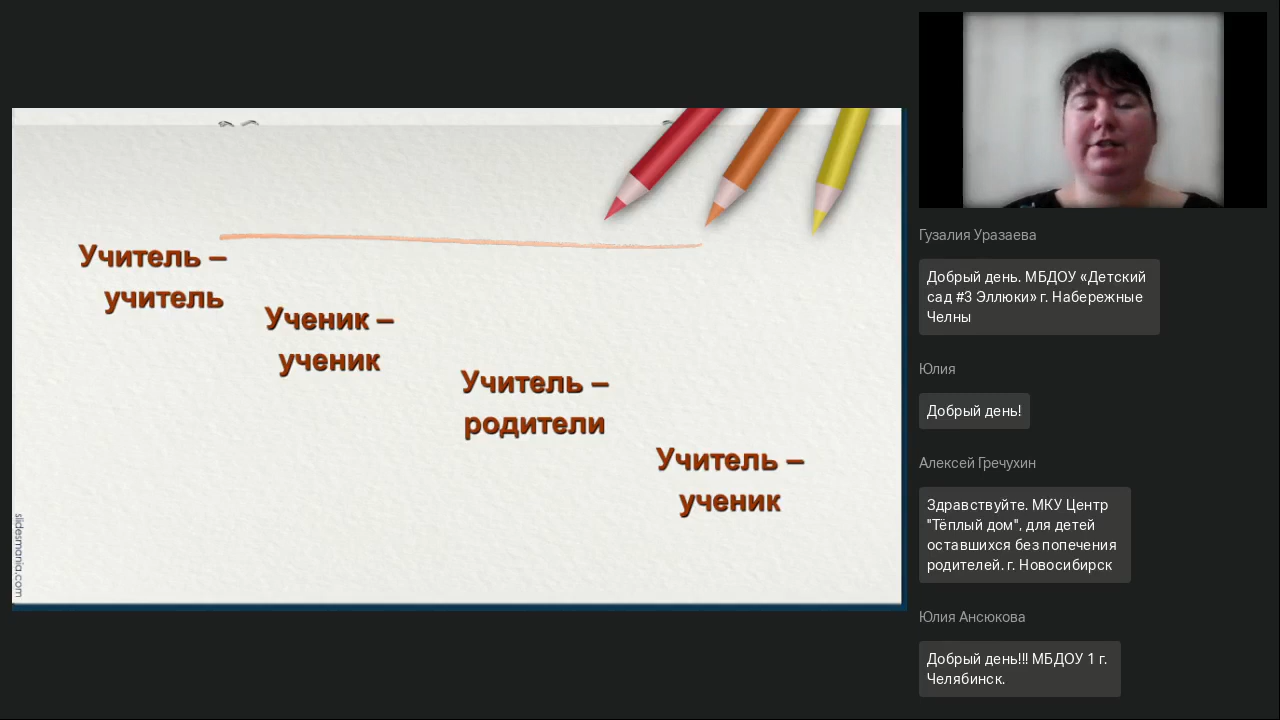 Учитель –
учитель
Ученик –
ученик
Учитель –
родители
Учитель –
ученик
slidesmania.com
Гузалия Уразаева
Добрый день. МБДОУ «Детский
сад #3 Эллюки» г. Набережные
Челны
Юлия
Добрый день!
Алексей Гречухин
Здравствуйте. МКУ Центр
"Тёплый дом", для детей
оставшихся без попечения
родителей. г. Новосибирск
Юлия Ансюкова
Добрый день!!! МБДОУ 1 г.
Челябинск.